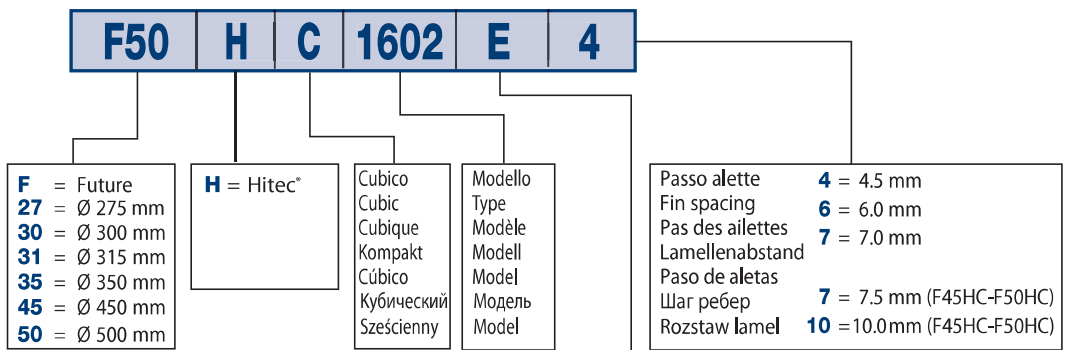 F50 H C 1602 E 4
F = Future
27 = Ø 275 mm
30 = Ø 300 mm
31 = Ø 315 mm
35 = Ø 350 mm
45 = Ø 450 mm
50 = Ø 500 mm
H = Hitec®
Cubico
Cubic
Cubique
Kompakt
Cúbico
Кубический
Sześcienny
Modello
Type
Modèle
Modell
Model
Модель
Model
Passo alette 4 = 4.5 mm
Fin spacing 6 = 6.0 mm
Pas des ailettes 7 = 7.0 mm
Lamellenabstand
Paso de aletas
Шаг ребер 7 = 7.5 mm (F45HC-F50HC)
Rozstaw lamel 10 =10.0mm (F45HC-F50HC)